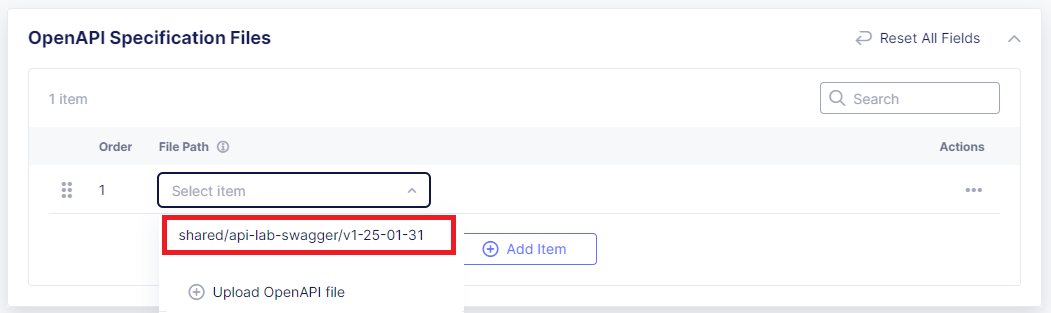 OpenAPI Specification Files
Reset All Fields
1 item
Search
Order File Path Actions
1 Select item
shared/api-lab-swagger/v1-25-01-31
Add Item
Upload OpenAPI file